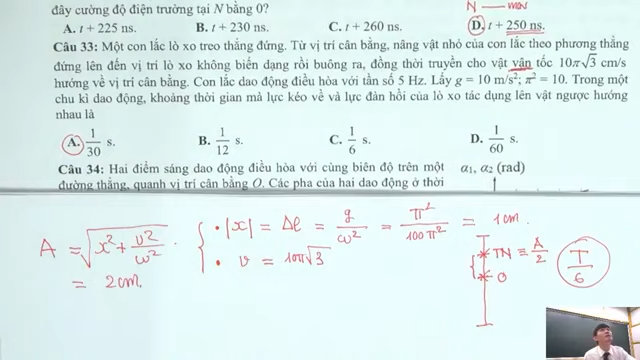 đây cường độ điện trường tại N bằng 0?
N — max
A. t + 225 ns. B. t + 230 ns. C. t + 260 ns. D. t + 250 ns.
Câu 33: Một con lắc lò xo treo thẳng đứng. Từ vị trí cân bằng, nâng vật nhỏ của con lắc theo phương thẳng
đứng lên đến vị trí lò xo không biến dạng rồi buông ra, đồng thời truyền cho vật vận tốc 10π√3 cm/s
hướng về vị trí cân bằng. Con lắc dao động điều hòa với tần số 5 Hz. Lấy g = 10 m/s²; π² = 10. Trong một
chu kì dao động, khoảng thời gian mà lực kéo về và lực đàn hồi của lò xo tác dụng lên vật ngược hướng
nhau là
A. 1/30 s. B. 1/12 s. C. 1/6 s. D. 1/60 s.
Câu 34: Hai điểm sáng dao động điều hòa với cùng biên độ trên một α₁, α₂ (rad)
đường thẳng, quanh vị trí cân bằng O. Các pha của hai dao động ở thời
A = √(x² + v²/ω²) · { • |x| = Δl = g/ω² = π²/100π² = 1cm.
• v = 10π√3
= 2cm.
TN ≡ A/2
O
T/6